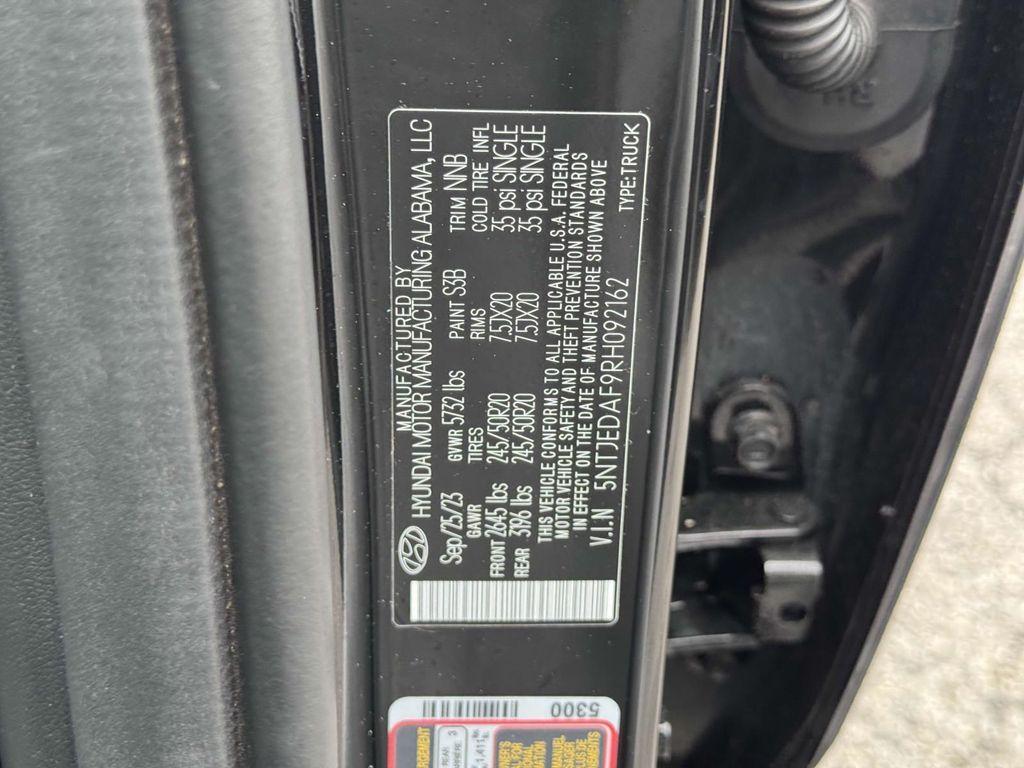 MANUFACTURED BY
HYUNDAI MOTOR MANUFACTURING ALABAMA, LLC
Sep/25/23 GVWR 5732 lbs PAINT S3B TRIM NNB
GAWR TIRES RIMS COLD TIRE INFL
FRONT 2645 lbs 245/50R20 7.5JX20 35 psi SINGLE
REAR 3196 lbs 245/50R20 7.5JX20 35 psi SINGLE
THIS VEHICLE CONFORMS TO ALL APPLICABLE U.S.A. FEDERAL
MOTOR VEHICLE SAFETY AND THEFT PREVENTION STANDARDS
IN EFFECT ON THE DATE OF MANUFACTURE SHOWN ABOVE
V.I.N 5NTJEDAF9RH092162 TYPE:TRUCK
5300
REAR 3
MANUEL